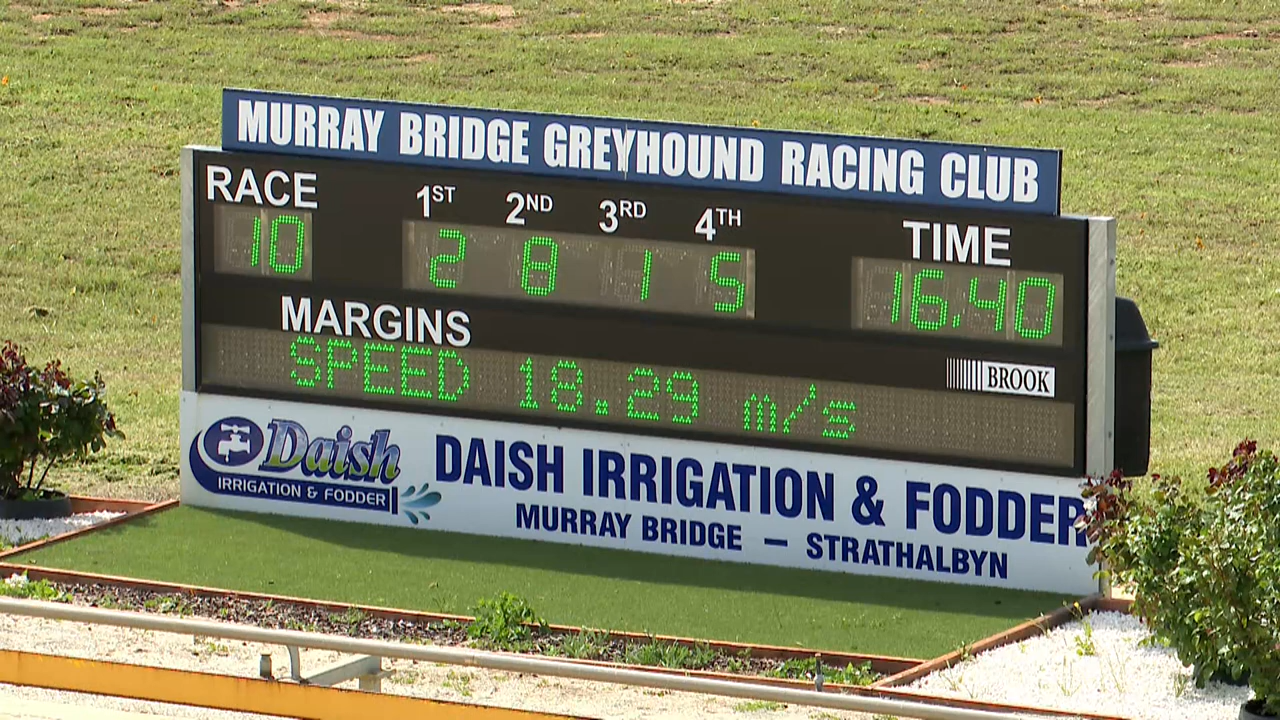 MURRAY BRIDGE GREYHOUND RACING CLUB
RACE 1ST 2ND 3RD 4TH TIME
10 2 8 1 5 16.40
MARGINS
BROOK
SPEED 18.29 m/s
Daish
IRRIGATION & FODDER
DAISH IRRIGATION & FODDER
MURRAY BRIDGE – STRATHALBYN